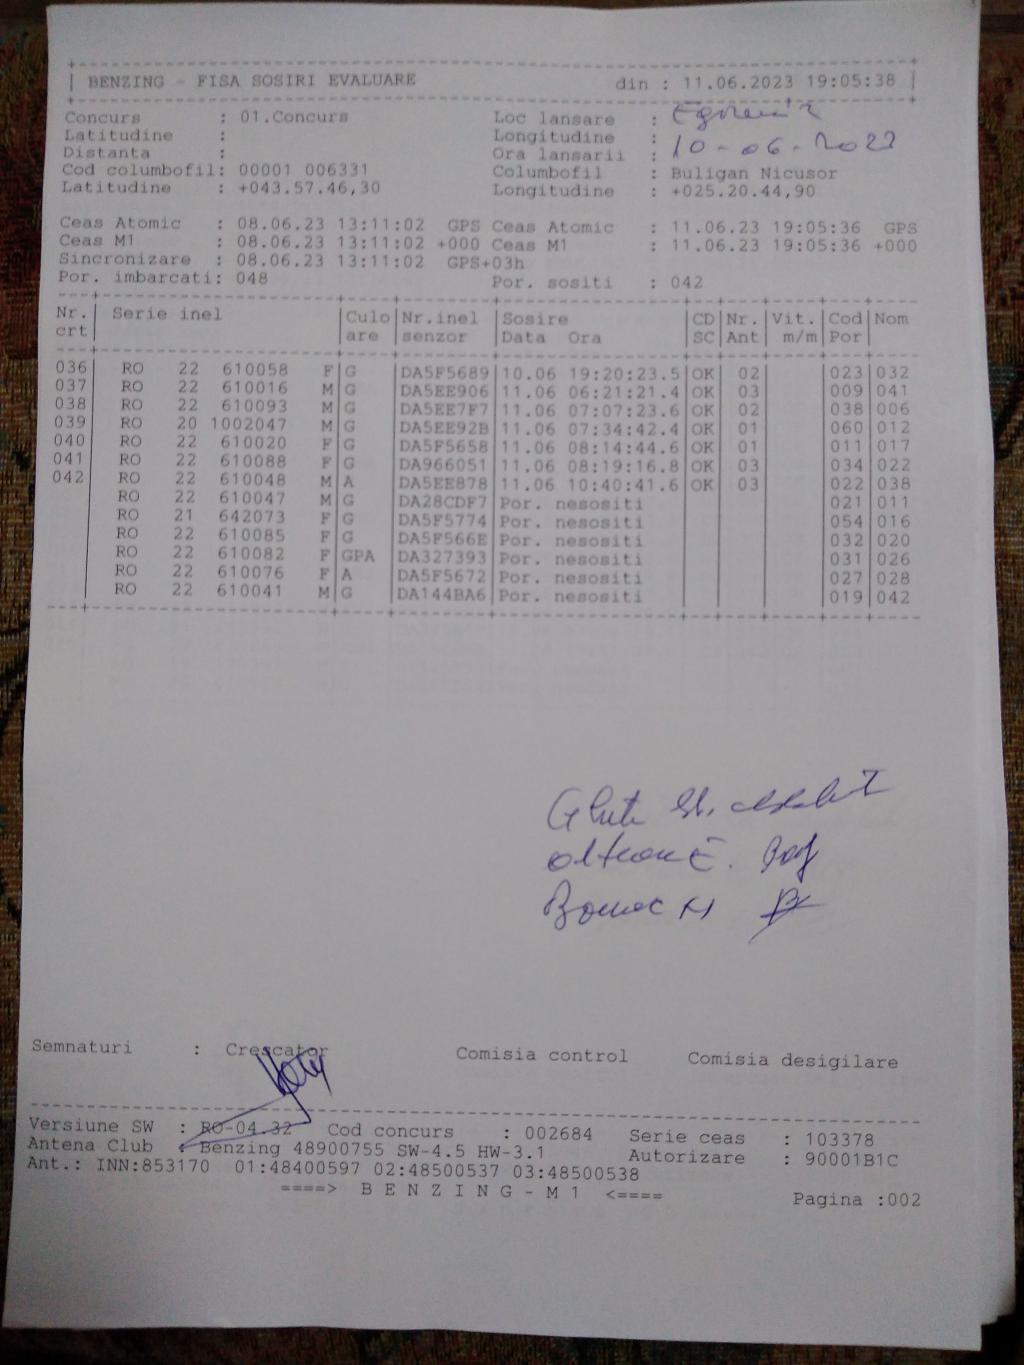 BENZING - FISA SOSIRI EVALUARE din : 11.06.2023 19:05:38
Concurs : 01.Concurs Loc lansare :
Latitudine : Longitudine :
Distanta : Ora lansarii : 10-06-2023
Cod columbofil: 00001 006331 Columbofil : Buligan Nicusor
Latitudine : +043.57.46,30 Longitudine : +025.20.44,90
Ceas Atomic : 08.06.23 13:11:02 GPS Ceas Atomic : 11.06.23 19:05:36 GPS
Ceas M1 : 08.06.23 13:11:02 +000 Ceas M1 : 11.06.23 19:05:36 +000
Sincronizare : 08.06.23 13:11:02 GPS+03h
Por. imbarcati: 048 Por. sositi : 042
Nr. Serie inel Culo Nr.inel Sosire CD Nr. Vit. Cod Nom
crt are senzor Data Ora SC Ant m/m Por
036 RO 22 610058 F G DA5F5689 10.06 19:20:23.5 OK 02 023 032
037 RO 22 610016 M G DA5EE906 11.06 06:21:21.4 OK 03 009 041
038 RO 22 610093 M G DA5EE7F7 11.06 07:07:23.6 OK 02 038 006
039 RO 20 1002047 M G DA5EE92B 11.06 07:34:42.4 OK 01 060 012
040 RO 22 610020 F G DA5F5658 11.06 08:14:44.6 OK 01 011 017
041 RO 22 610088 F G DA966051 11.06 08:19:16.8 OK 03 034 022
042 RO 22 610048 M A DA5EE878 11.06 10:40:41.6 OK 03 022 038
RO 22 610047 M G DA28CDF7 Por. nesositi 021 011
RO 21 642073 F G DA5F5774 Por. nesositi 054 016
RO 22 610085 F G DA5F566E Por. nesositi 032 020
RO 22 610082 F GPA DA327393 Por. nesositi 031 026
RO 22 610076 F A DA5F5672 Por. nesositi 027 028
RO 22 610041 M G DA144BA6 Por. nesositi 019 042
Semnaturi : Crescator Comisia control Comisia desigilare
Versiune SW : RO-04.32 Cod concurs : 002684 Serie ceas : 103378
Antena Club : Benzing 48900755 SW-4.5 HW-3.1 Autorizare : 90001B1C
Ant.: INN:853170 01:48400597 02:48500537 03:48500538
====> B E N Z I N G - M 1 <==== Pagina :002